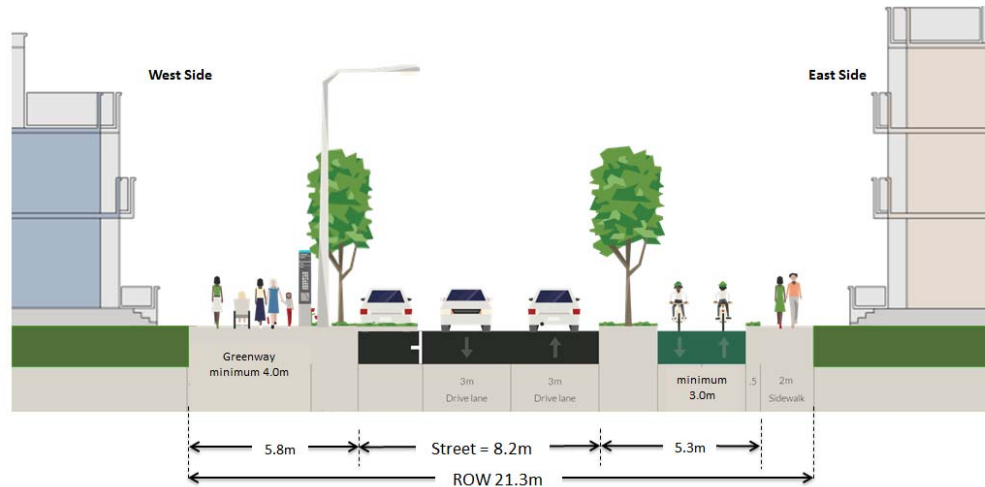 West Side
East Side
Greenway
minimum 4.0m
3m
Drive lane
3m
Drive lane
minimum
3.0m
.5
2m
Sidewalk
5.8m
Street = 8.2m
5.3m
ROW 21.3m